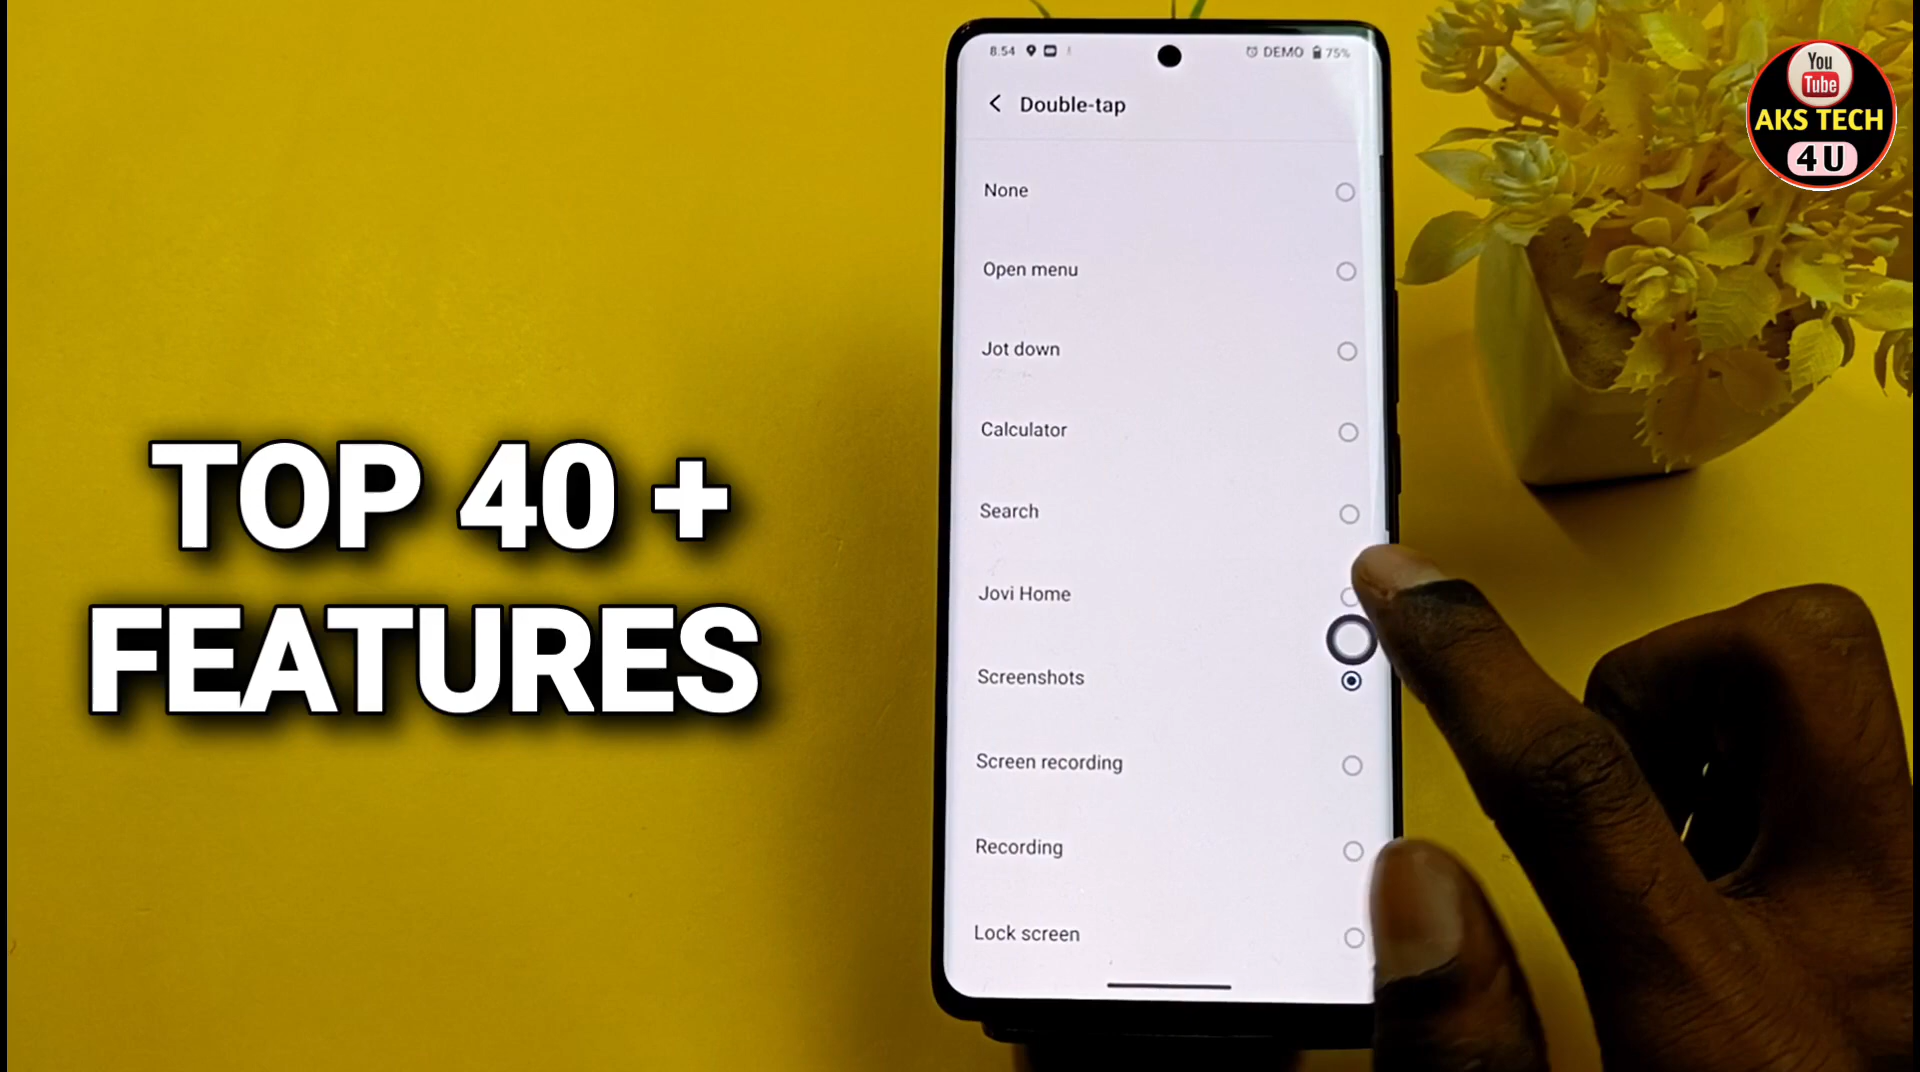 TOP 40 +
FEATURES
8:54
DEMO 75%
Double-tap
None
Open menu
Jot down
Calculator
Search
Jovi Home
Screenshots
Screen recording
Recording
Lock screen
You
Tube
AKS TECH
4 U